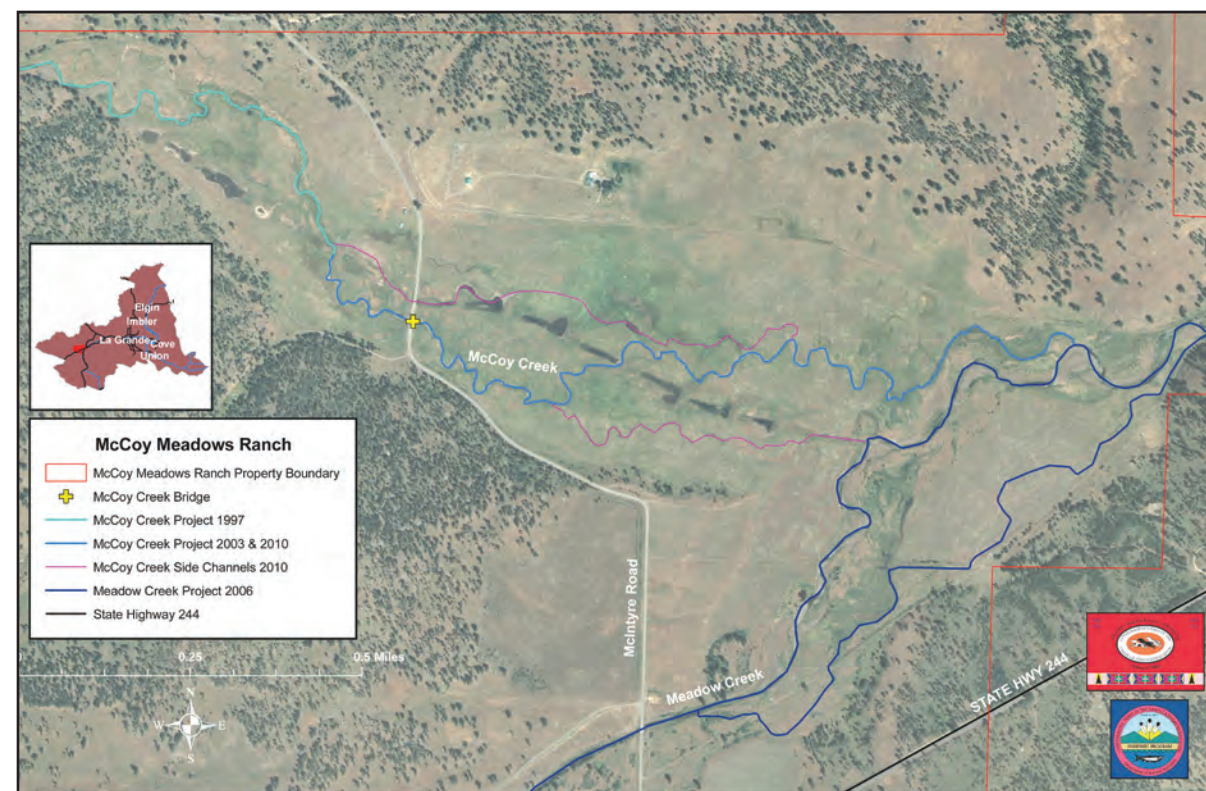 Elgin
Imbler
La Grande
Cove
Union
McCoy Creek
McCoy Meadows Ranch
McCoy Meadows Ranch Property Boundary
McCoy Creek Bridge
McCoy Creek Project 1997
McCoy Creek Project 2003 & 2010
McCoy Creek Side Channels 2010
Meadow Creek Project 2006
State Highway 244
McIntyre Road
0.25
0.5 Miles
Meadow Creek
STATE HWY 244
N
W
E
S